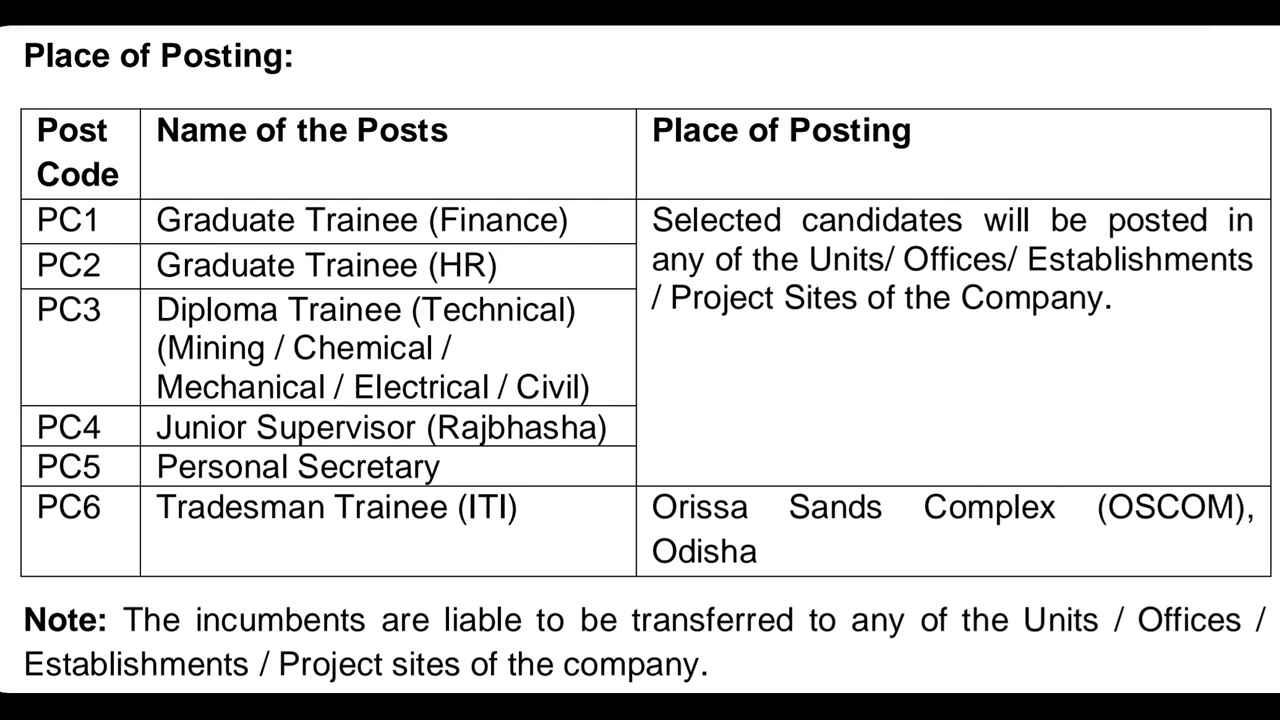 Place of Posting:
Post Code | Name of the Posts | Place of Posting
PC1 | Graduate Trainee (Finance) | Selected candidates will be posted in
any of the Units/ Offices/ Establishments
/ Project Sites of the Company.
PC2 | Graduate Trainee (HR)
PC3 | Diploma Trainee (Technical)
(Mining / Chemical /
Mechanical / Electrical / Civil)
PC4 | Junior Supervisor (Rajbhasha)
PC5 | Personal Secretary
PC6 | Tradesman Trainee (ITI) | Orissa Sands Complex (OSCOM),
Odisha
Note: The incumbents are liable to be transferred to any of the Units / Offices /
Establishments / Project sites of the company.